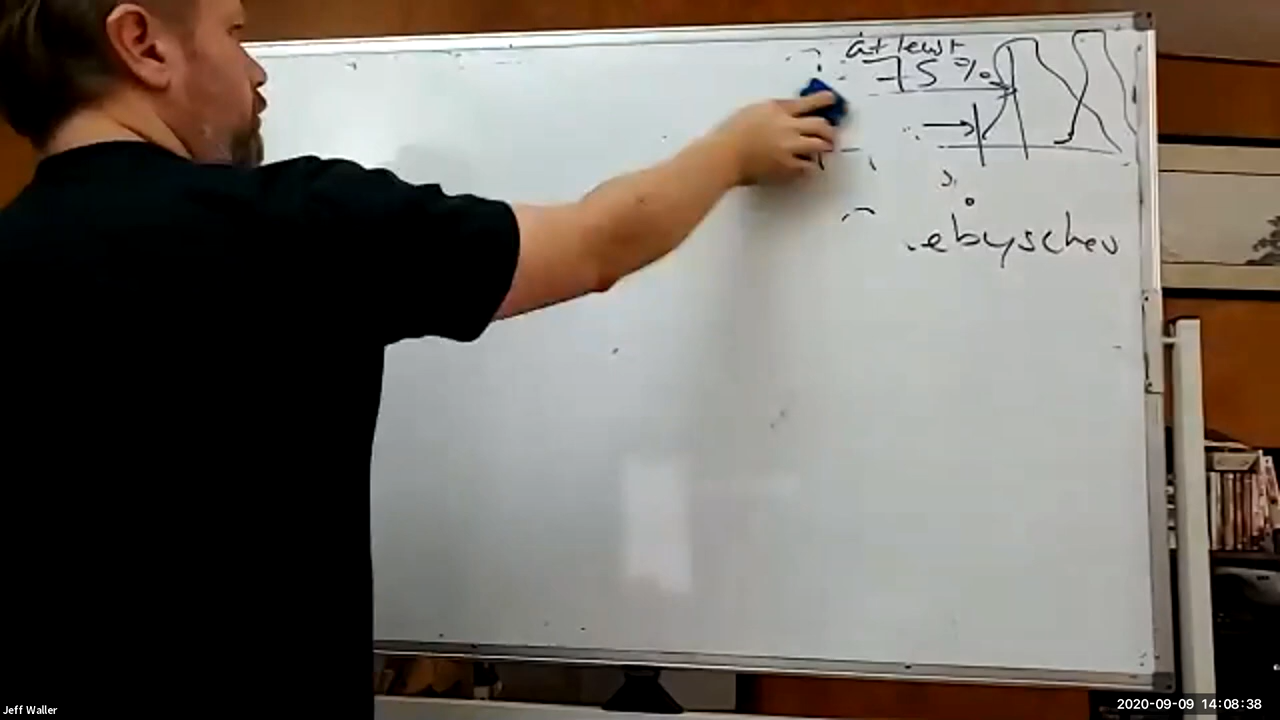 at least
75%
ebyschev
Jeff Waller
2020-09-09 14:08:38